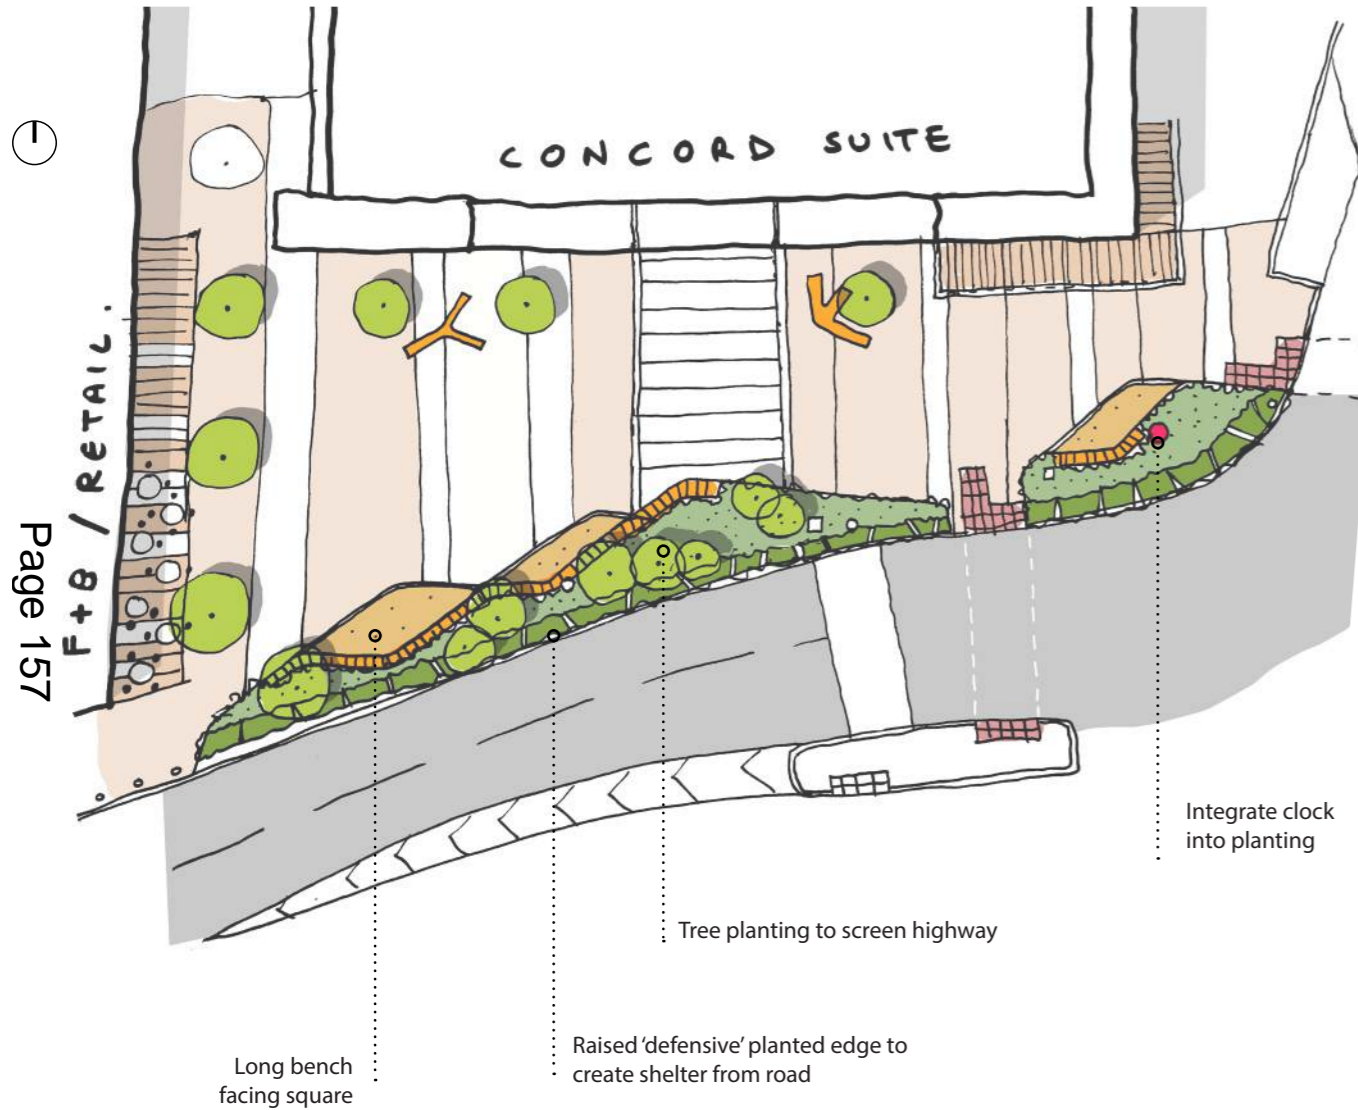 CONCORD SUITE
F+B / RETAIL.
Page 157
Integrate clock
into planting
Tree planting to screen highway
Raised ‘defensive’ planted edge to
create shelter from road
Long bench
facing square